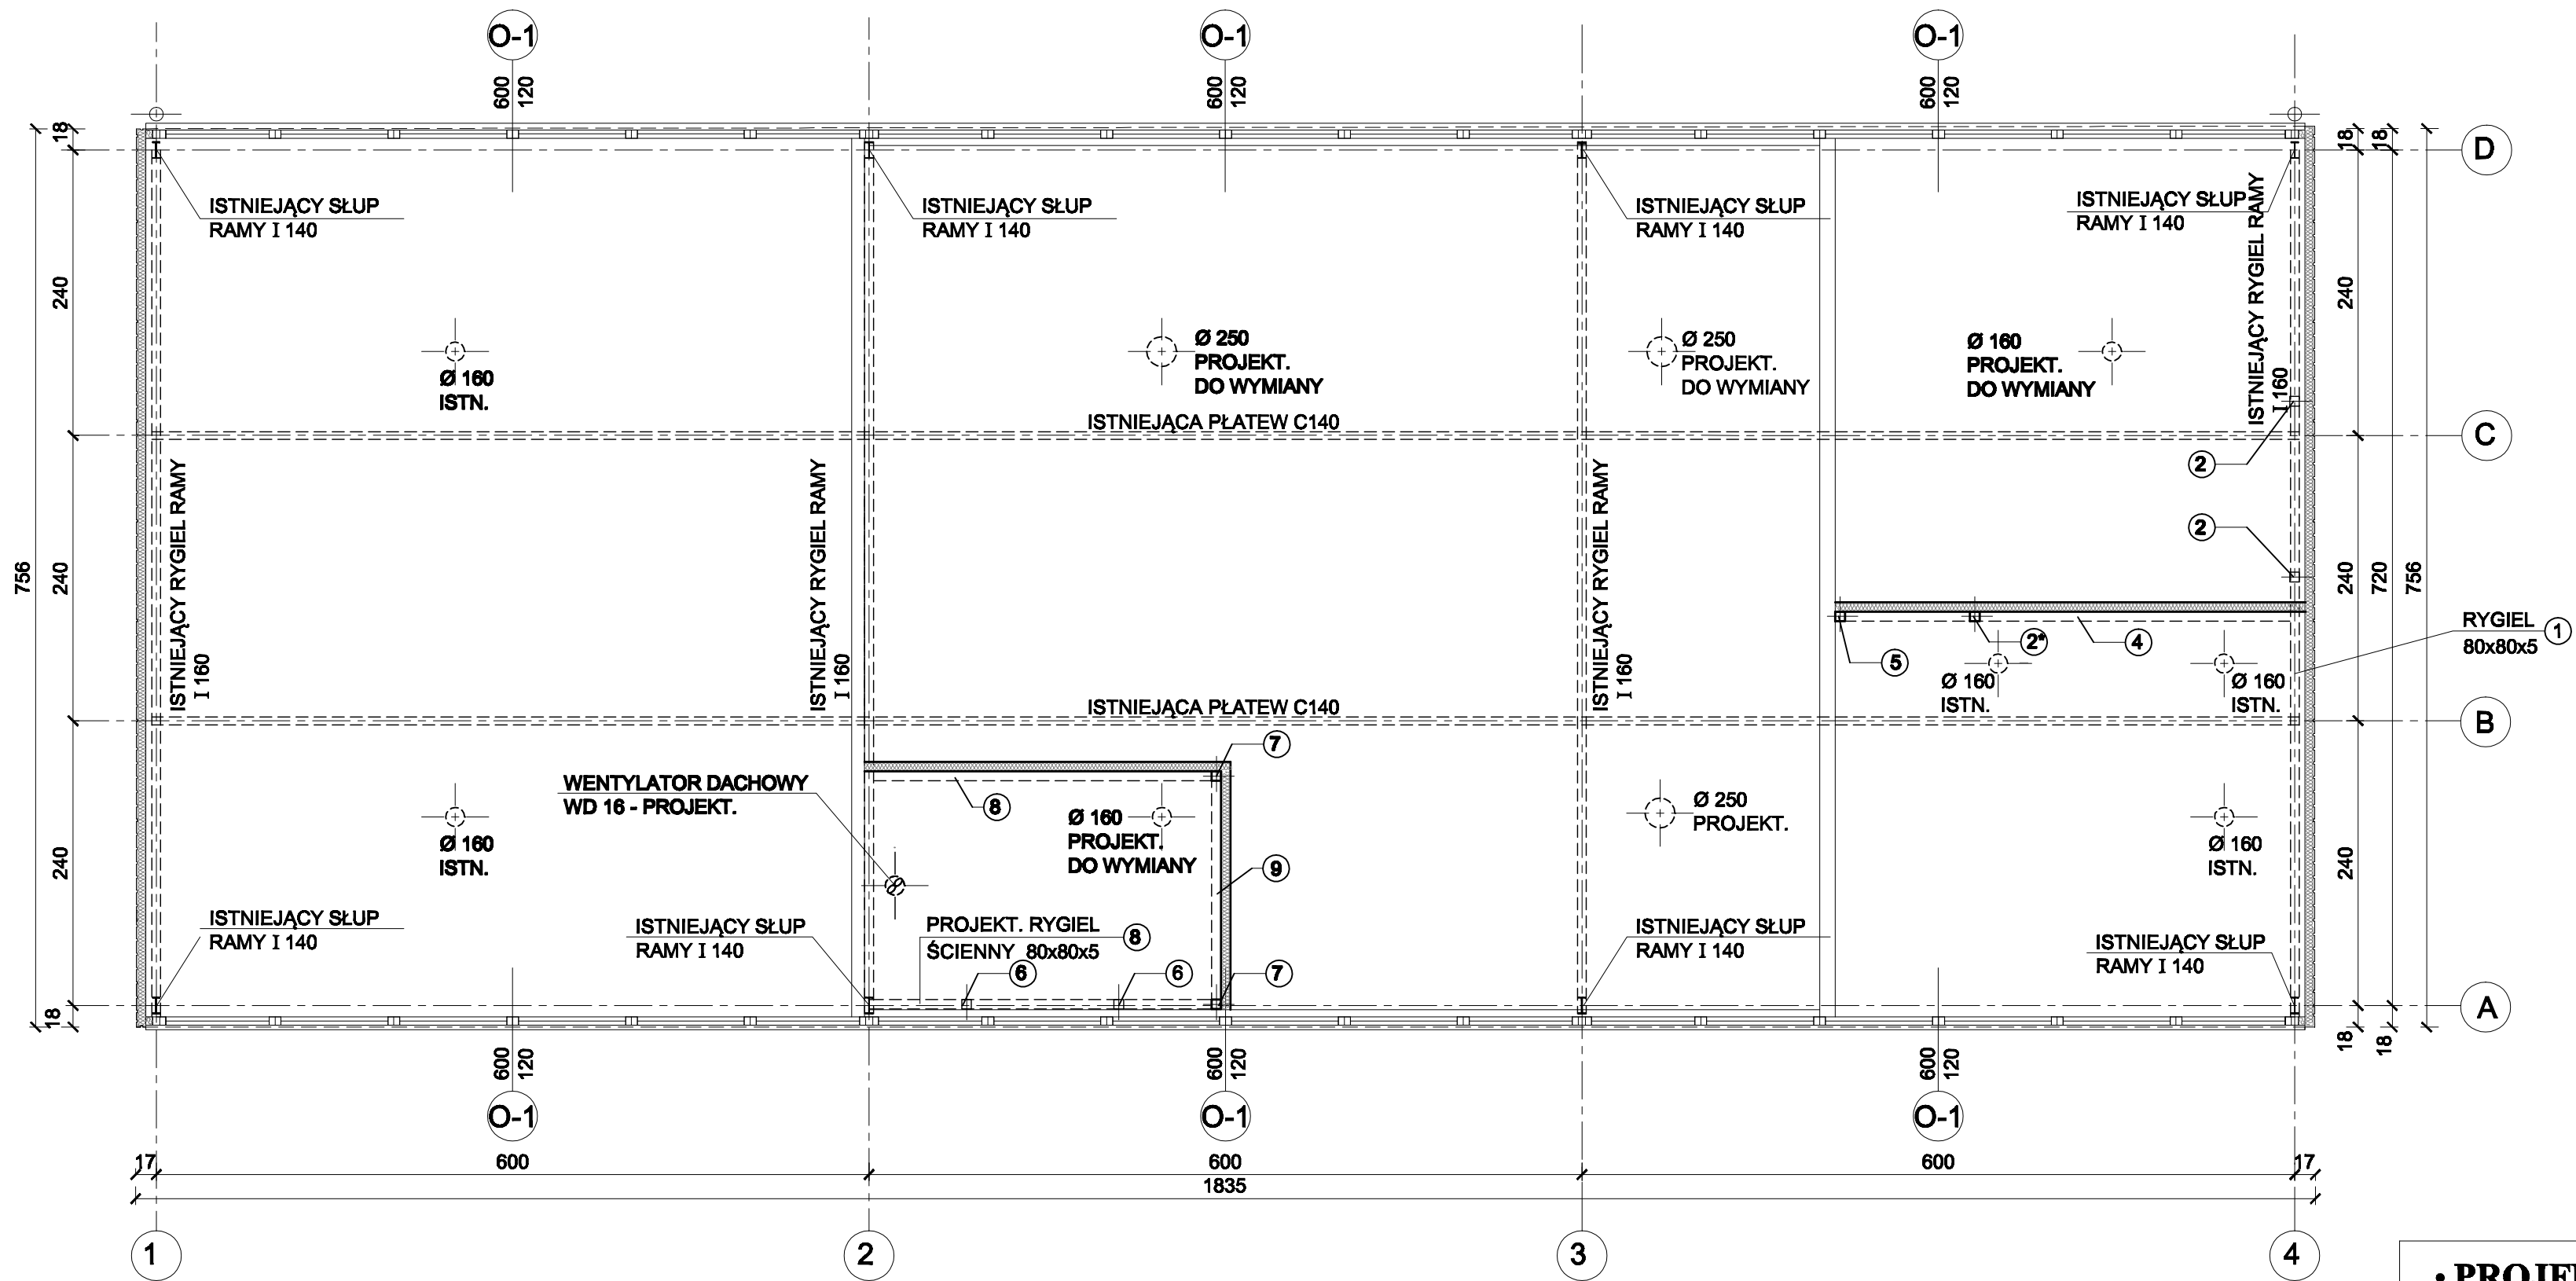 O-1
O-1
O-1
600
120
600
120
600
120
18
18
18
D
ISTNIEJĄCY SŁUP
RAMY I 140
ISTNIEJĄCY SŁUP
RAMY I 140
ISTNIEJĄCY SŁUP
RAMY I 140
ISTNIEJĄCY SŁUP
RAMY I 140
ISTNIEJĄCY RYGIEL RAMY
I 160
240
240
Ø 160
ISTN.
Ø 250
PROJEKT.
DO WYMIANY
Ø 250
PROJEKT.
DO WYMIANY
Ø 160
PROJEKT.
DO WYMIANY
ISTNIEJĄCA PŁATEW C140
C
2
2
756
240
ISTNIEJĄCY RYGIEL RAMY
I 160
ISTNIEJĄCY RYGIEL RAMY
I 160
ISTNIEJĄCY RYGIEL RAMY
I 160
240
720
756
RYGIEL
80x80x5
1
5
2*
4
Ø 160
ISTN.
Ø 160
ISTN.
ISTNIEJĄCA PŁATEW C140
B
7
WENTYLATOR DACHOWY
WD 16 - PROJEKT.
8
Ø 160
PROJEKT.
DO WYMIANY
Ø 250
PROJEKT.
240
Ø 160
ISTN.
9
Ø 160
ISTN.
240
ISTNIEJĄCY SŁUP
RAMY I 140
ISTNIEJĄCY SŁUP
RAMY I 140
PROJEKT. RYGIEL
ŚCIENNY 80x80x5
8
6
6
7
ISTNIEJĄCY SŁUP
RAMY I 140
ISTNIEJĄCY SŁUP
RAMY I 140
A
18
18
18
600
120
600
120
600
120
O-1
O-1
O-1
17
600
600
600
17
1835
1
2
3
4